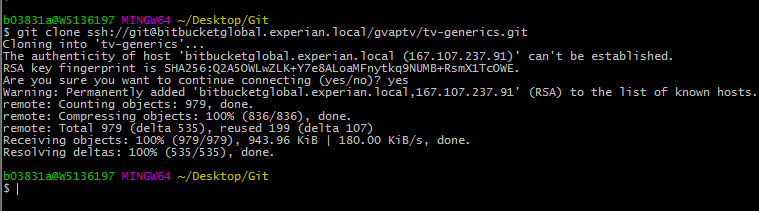 b03831a@W5136197 MINGW64 ~/Desktop/Git
$ git clone ssh://git@bitbucketglobal.experian.local/gvaptv/tv-generics.git
Cloning into 'tv-generics'...
The authenticity of host 'bitbucketglobal.experian.local (167.107.237.91)' can't be established.
RSA key fingerprint is SHA256:Q2A5OWLwZLK+Y7e8ALoaMFnytkq9NUMB+RsmX1TcOWE.
Are you sure you want to continue connecting (yes/no)? yes
Warning: Permanently added 'bitbucketglobal.experian.local,167.107.237.91' (RSA) to the list of known hosts.
remote: Counting objects: 979, done.
remote: Compressing objects: 100% (836/836), done.
remote: Total 979 (delta 535), reused 199 (delta 107)
Receiving objects: 100% (979/979), 943.96 KiB | 180.00 KiB/s, done.
Resolving deltas: 100% (535/535), done.
b03831a@W5136197 MINGW64 ~/Desktop/Git
$